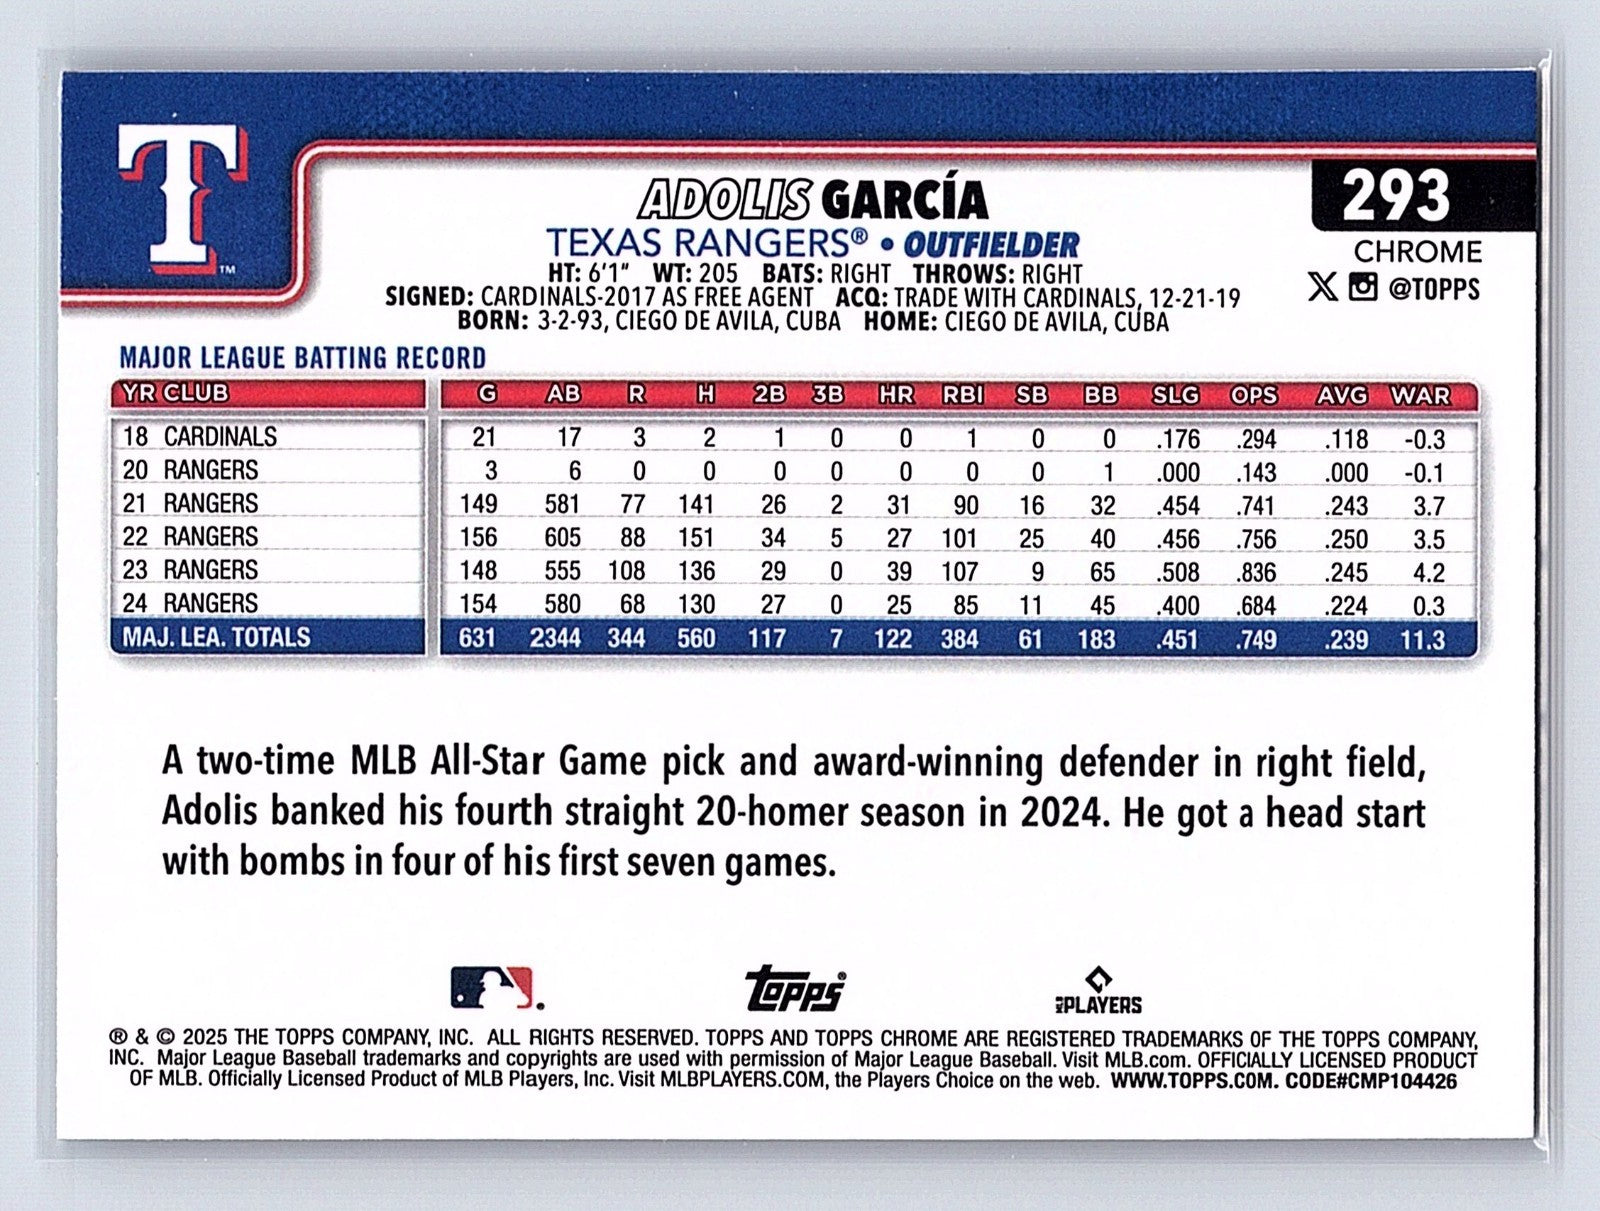 T™
ADOLIS GARCÍA
293
TEXAS RANGERS® • OUTFIELDER
CHROME
HT: 6'1" WT: 205 BATS: RIGHT THROWS: RIGHT
@TOPPS
SIGNED: CARDINALS-2017 AS FREE AGENT ACQ: TRADE WITH CARDINALS, 12-21-19
BORN: 3-2-93, CIEGO DE AVILA, CUBA HOME: CIEGO DE AVILA, CUBA
MAJOR LEAGUE BATTING RECORD
YR CLUB G AB R H 2B 3B HR RBI SB BB SLG OPS AVG WAR
18 CARDINALS 21 17 3 2 1 0 0 1 0 0 .176 .294 .118 -0.3
20 RANGERS 3 6 0 0 0 0 0 0 0 1 .000 .143 .000 -0.1
21 RANGERS 149 581 77 141 26 2 31 90 16 32 .454 .741 .243 3.7
22 RANGERS 156 605 88 151 34 5 27 101 25 40 .456 .756 .250 3.5
23 RANGERS 148 555 108 136 29 0 39 107 9 65 .508 .836 .245 4.2
24 RANGERS 154 580 68 130 27 0 25 85 11 45 .400 .684 .224 0.3
MAJ. LEA. TOTALS 631 2344 344 560 117 7 122 384 61 183 .451 .749 .239 11.3
A two-time MLB All-Star Game pick and award-winning defender in right field,
Adolis banked his fourth straight 20-homer season in 2024. He got a head start
with bombs in four of his first seven games.
Topps®
MLB PLAYERS
® & © 2025 THE TOPPS COMPANY, INC. ALL RIGHTS RESERVED. TOPPS AND TOPPS CHROME ARE REGISTERED TRADEMARKS OF THE TOPPS COMPANY,
INC. Major League Baseball trademarks and copyrights are used with permission of Major League Baseball. Visit MLB.com. OFFICIALLY LICENSED PRODUCT
OF MLB. Officially Licensed Product of MLB Players, Inc. Visit MLBPLAYERS.COM, the Players Choice on the web. WWW.TOPPS.COM. CODE#CMP104426